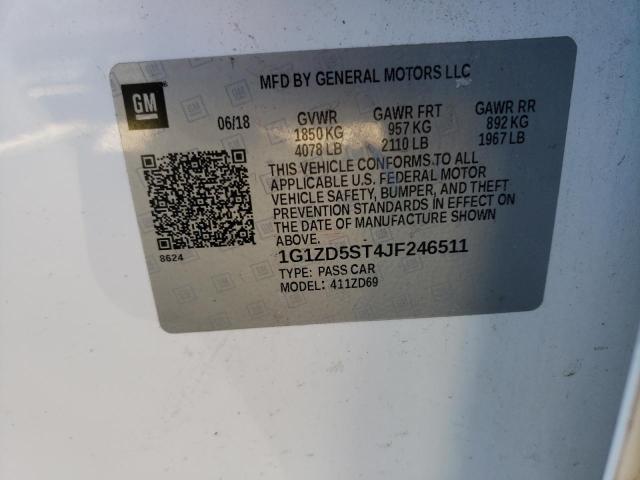 MFD BY GENERAL MOTORS LLC
GM
06/18
GVWR GAWR FRT GAWR RR
1850 KG 957 KG 892 KG
4078 LB 2110 LB 1967 LB
THIS VEHICLE CONFORMS TO ALL
APPLICABLE U.S. FEDERAL MOTOR
VEHICLE SAFETY, BUMPER, AND THEFT
PREVENTION STANDARDS IN EFFECT ON
THE DATE OF MANUFACTURE SHOWN
ABOVE.
8624
1G1ZD5ST4JF246511
TYPE: PASS CAR
MODEL: 411ZD69